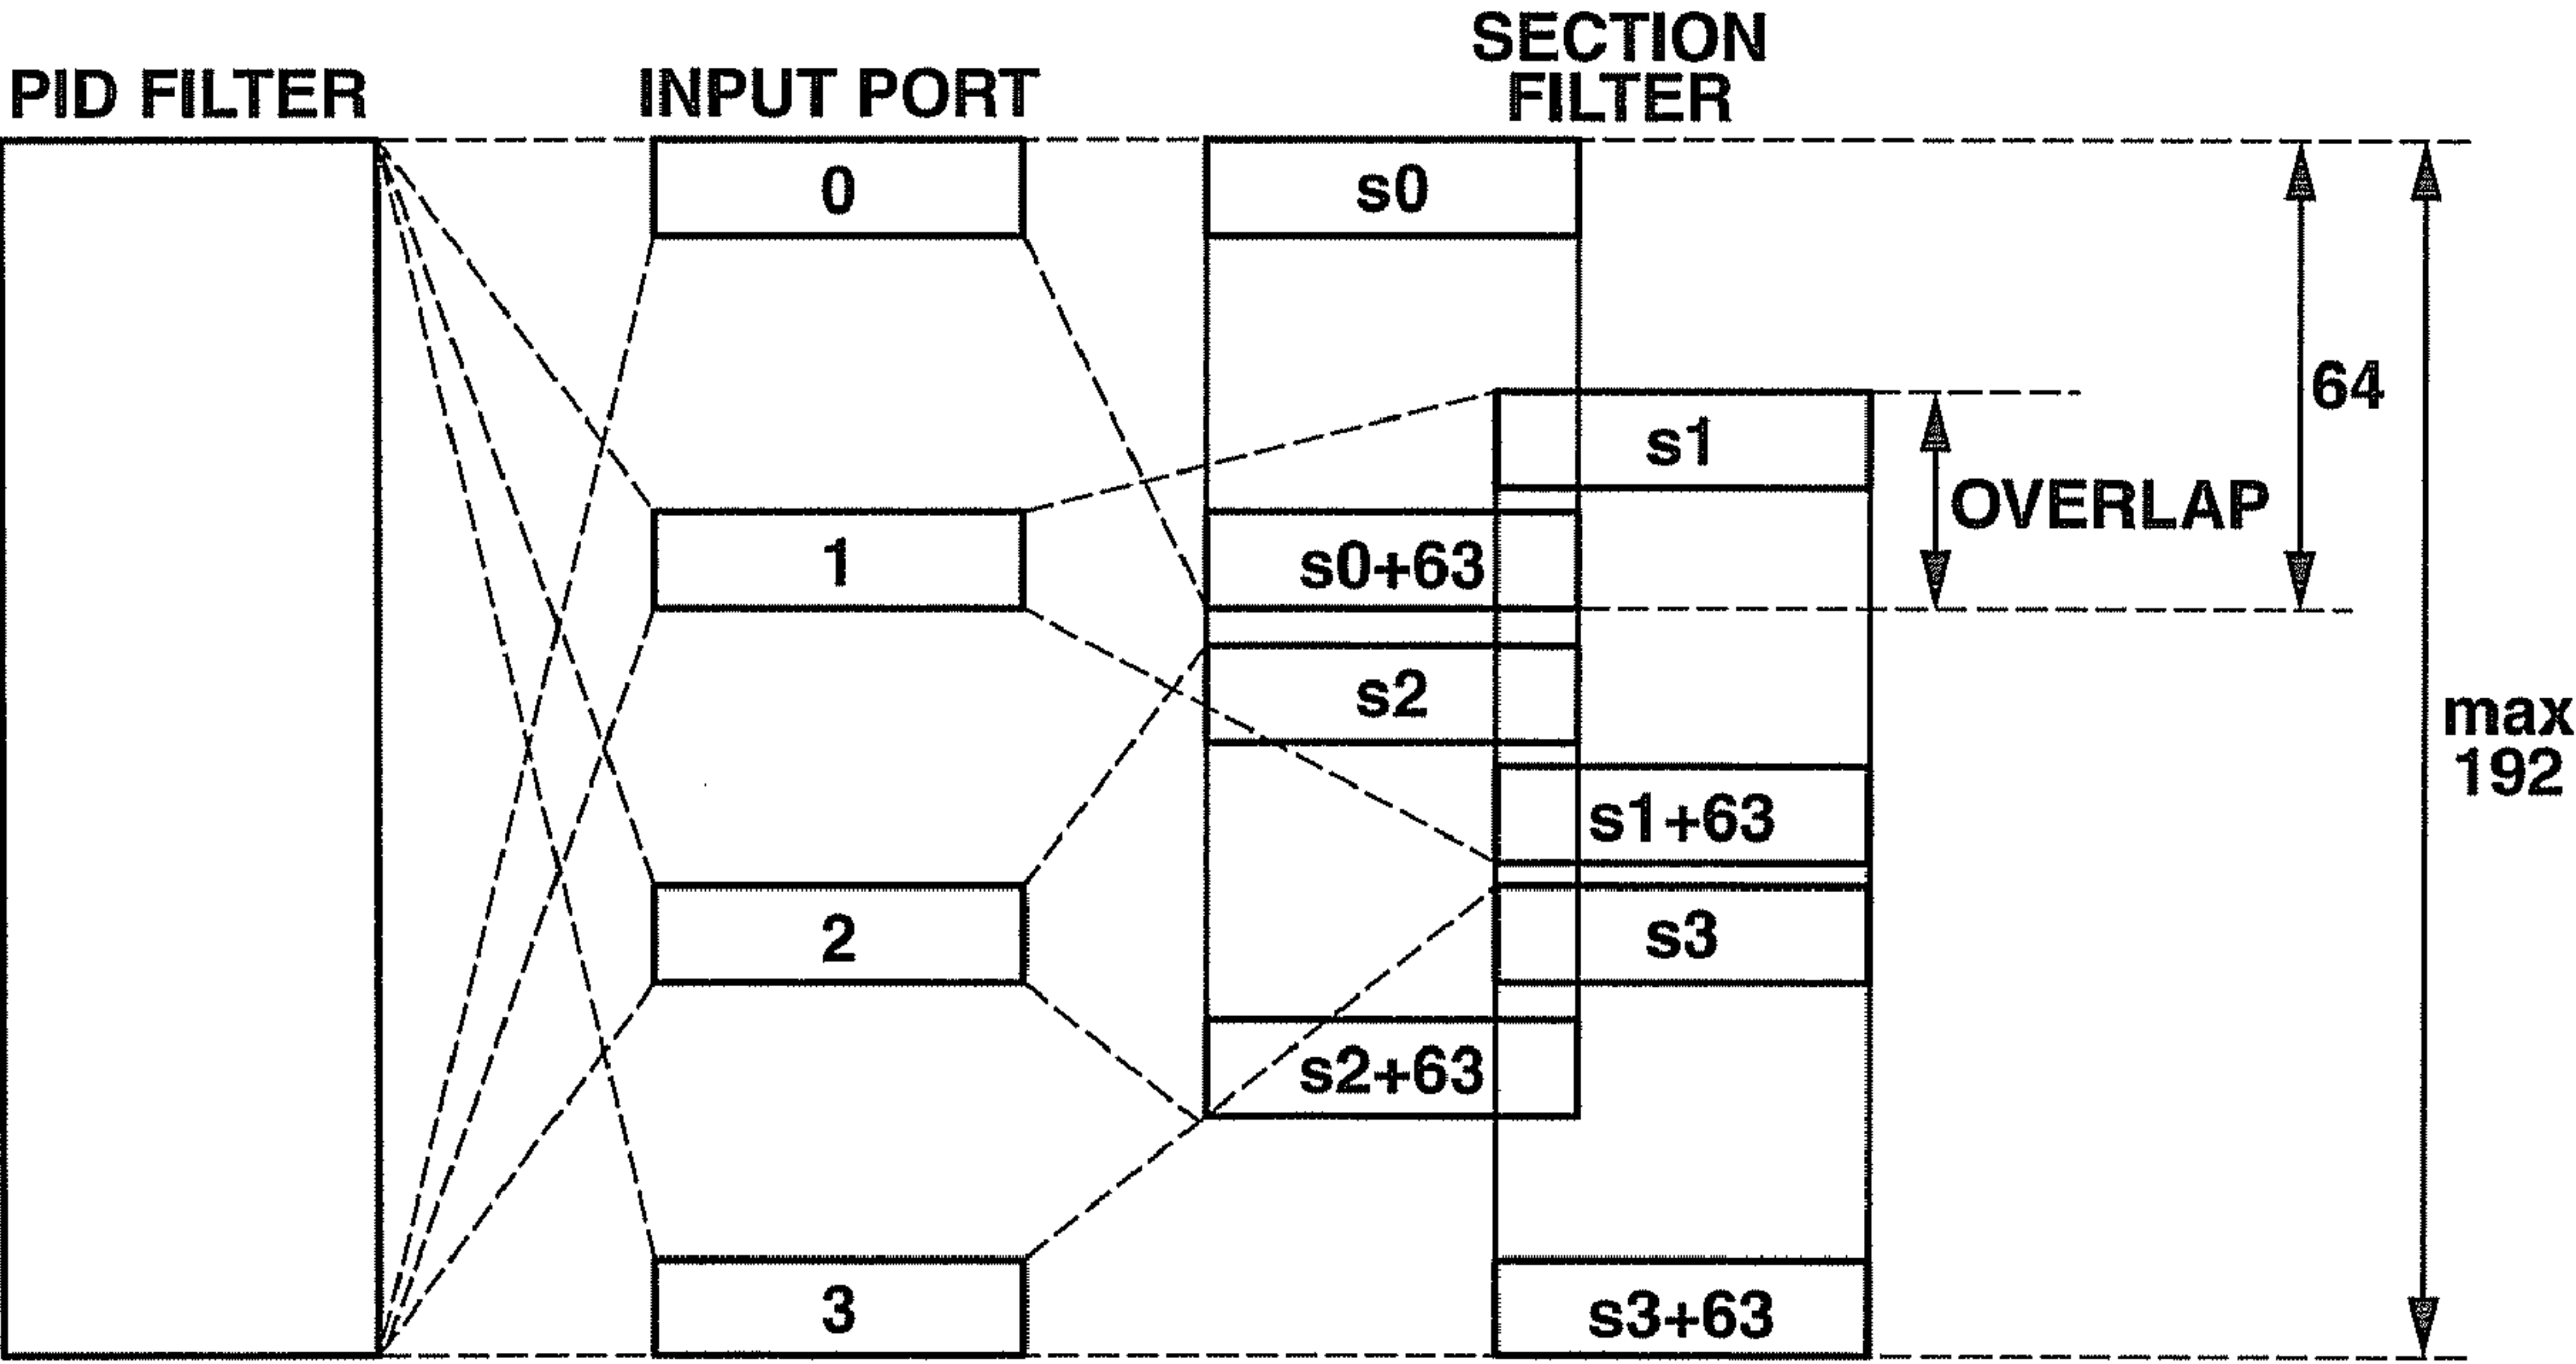 SECTION
FILTER
PID FILTER
INPUT PORT
0
s0
64
s1
OVERLAP
1
s0+63
s2
max
192
s1+63
2
s3
s2+63
3
s3+63